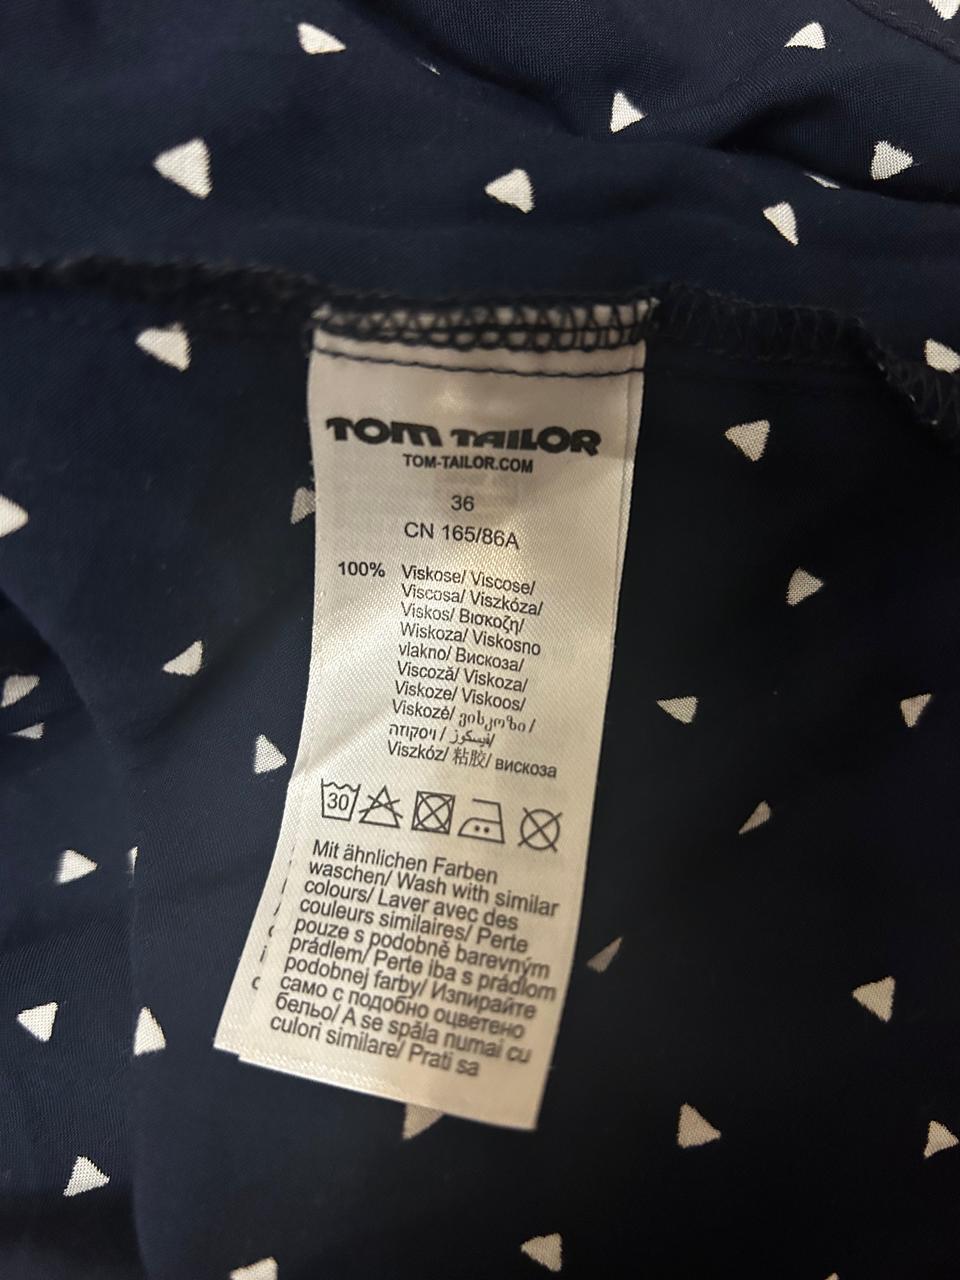 TOM TAILOR
TOM-TAILOR.COM
36
CN 165/86A
100% Viskose/ Viscose/
Viscosa/ Viszkóza/
Viskos/ Βισκοζη/
Wiskoza/ Viskosno
vlakno/ Вискоза/
Viscoză/ Viskoza/
Viskoze/ Viskoos/
Viskozė/ ვისკოზი/
ויסקוזה / فيسكوز/
Viszkóz/ 粘胶/ вискоза
30
Mit ähnlichen Farben
waschen/ Wash with similar
colours/ Laver avec des
couleurs similaires/ Perte
pouze s podobně barevným
prádlem/ Perte iba s prádlom
podobnej farby/ Изпирайте
само с подобно оцветено
бельо/ A se spăla numai cu
culori similare/ Prati sa